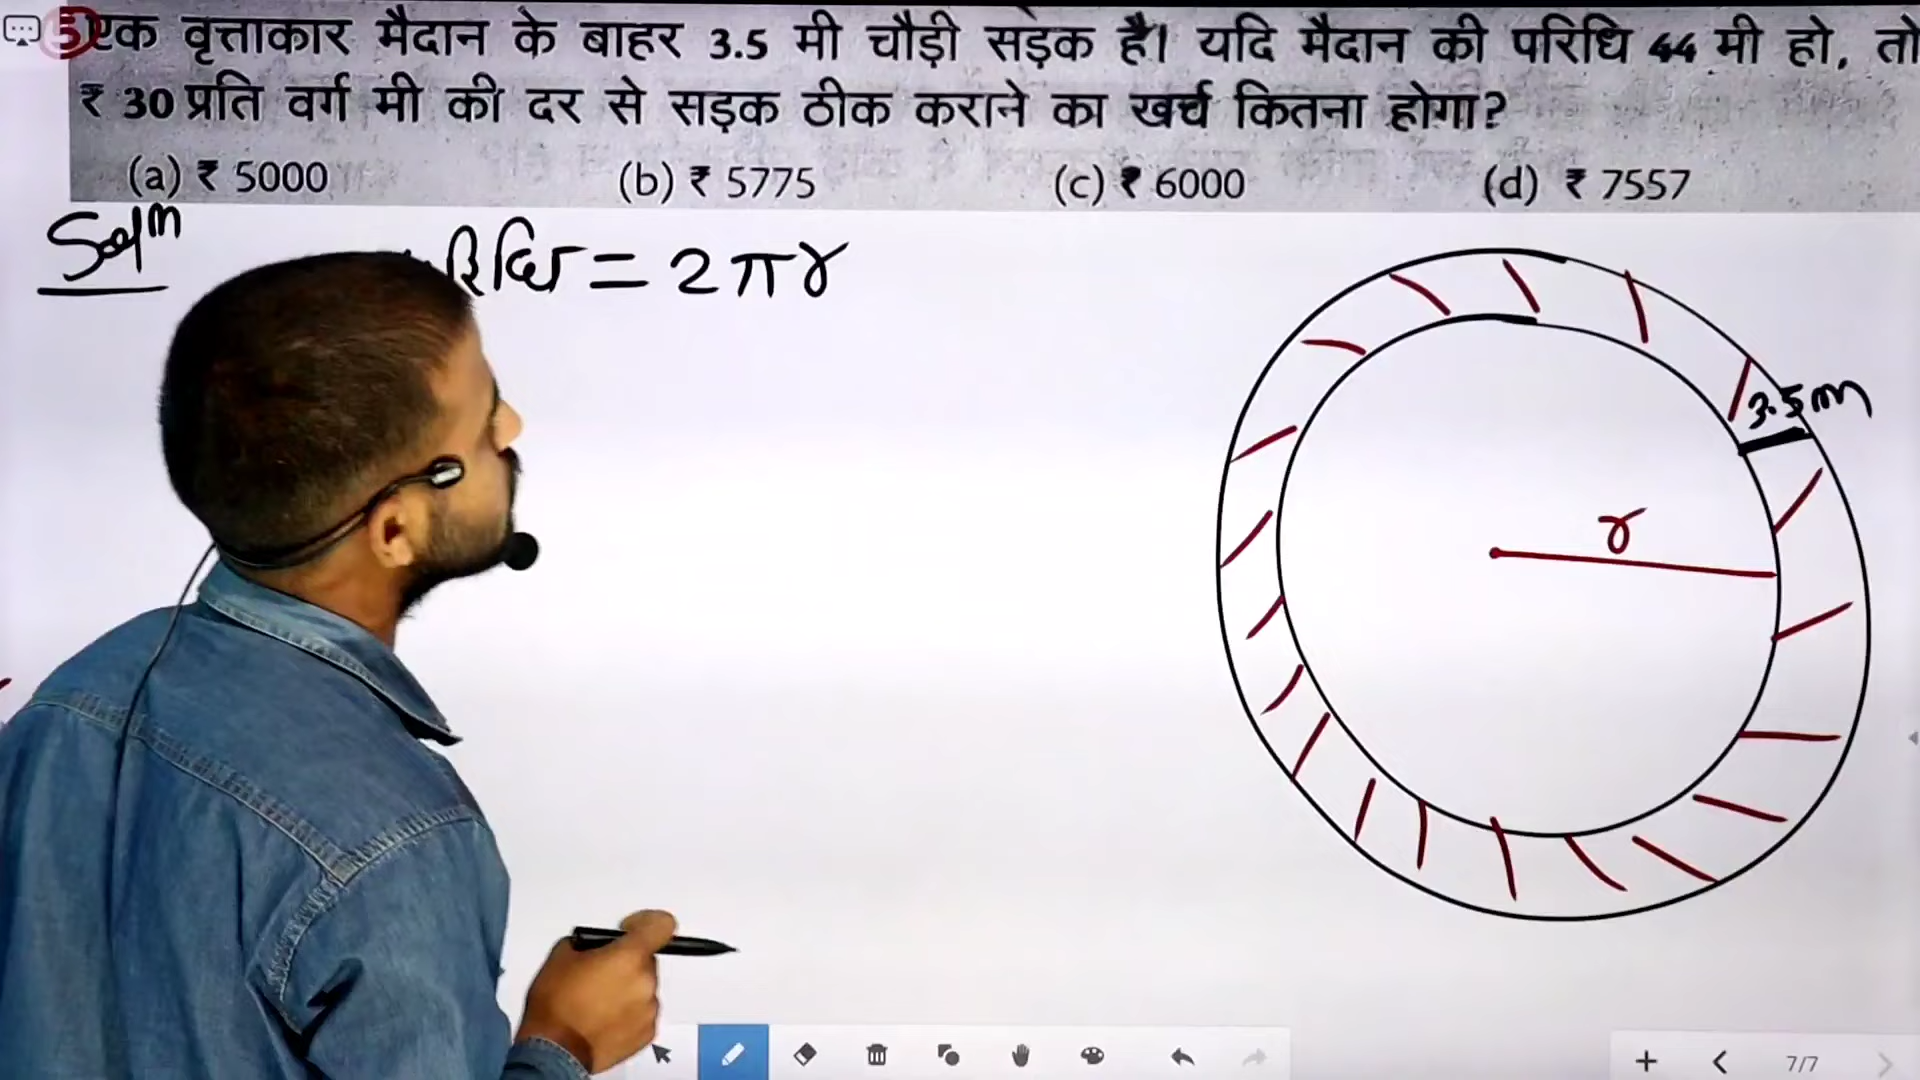 5 एक वृत्ताकार मैदान के बाहर 3.5 मी चौड़ी सड़क है। यदि मैदान की परिधि 44 मी हो, तो
₹ 30 प्रति वर्ग मी की दर से सड़क ठीक कराने का खर्च कितना होगा?
(a) ₹ 5000 (b) ₹ 5775 (c) ₹ 6000 (d) ₹ 7557
Solⁿ
= 2πr
3.5m
r
7/7